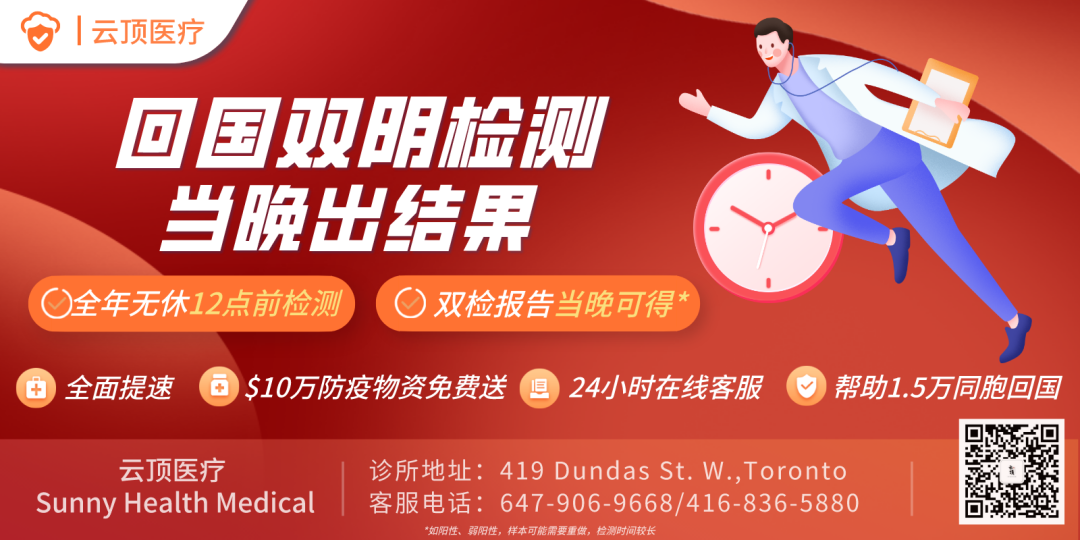 云顶医疗
回国双明检测
当晚出结果
全年无休12点前检测
双检报告当晚可得*
全面提速
$10万防疫物资免费送
24小时在线客服
帮助1.5万同胞回国
云顶医疗
Sunny Health Medical
诊所地址：419 Dundas St. W.,Toronto
客服电话：647-906-9668/416-836-5880
*如阳性、弱阳性，样本可能需要重做，检测时间较长